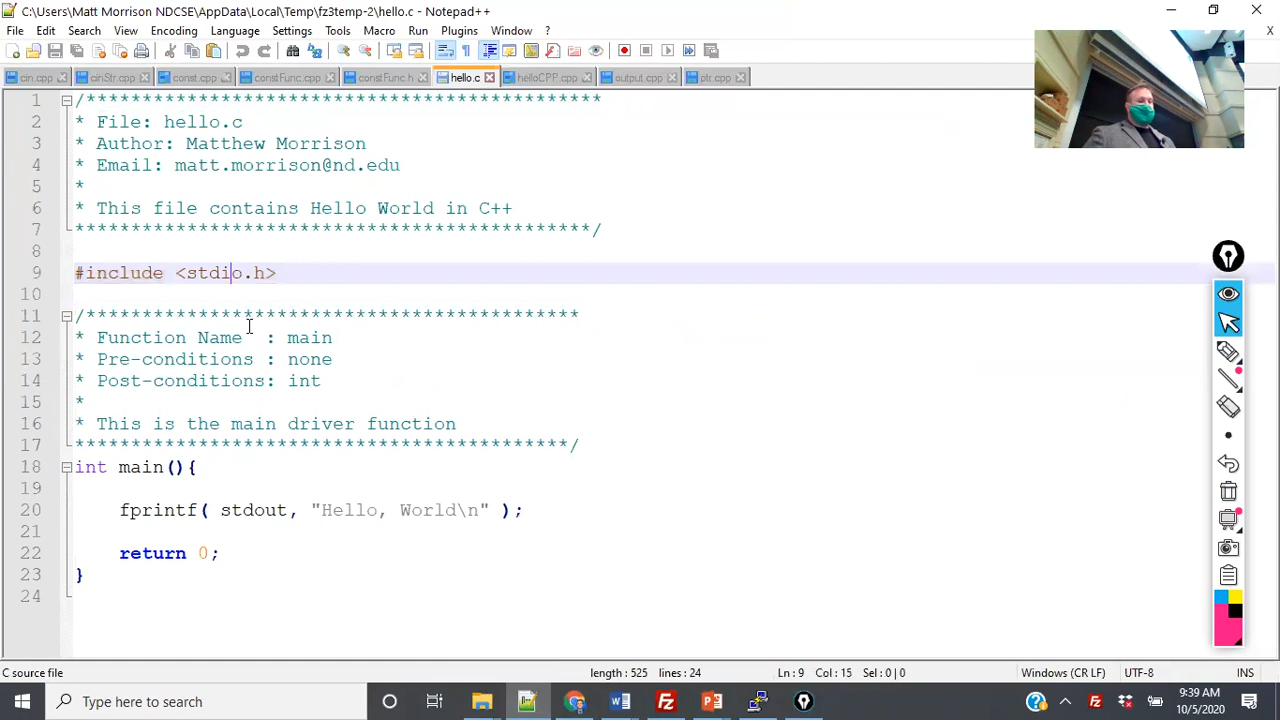 C:\Users\Matt Morrison NDCSE\AppData\Local\Temp\fz3temp-2\hello.c - Notepad++
File Edit Search View Encoding Language Settings Tools Macro Run Plugins Window ? X
cin.cpp cinStr.cpp const.cpp constFunc.cpp constFunc.h hello.c helloCPP.cpp output.cpp ptr.cpp
1 /**********************************************
2 * File: hello.c
3 * Author: Matthew Morrison
4 * Email: matt.morrison@nd.edu
5 *
6 * This file contains Hello World in C++
7 **********************************************/
8
9 #include <stdio.h>
10
11 /********************************************
12 * Function Name  : main
13 * Pre-conditions : none
14 * Post-conditions: int
15 *
16 * This is the main driver function
17 ********************************************/
18 int main(){
19
20     fprintf( stdout, "Hello, World\n" );
21
22     return 0;
23 }
24
C source file length : 525 lines : 24 Ln : 9 Col : 15 Sel : 0 | 0 Windows (CR LF) UTF-8 INS
Type here to search
9:39 AM
10/5/2020